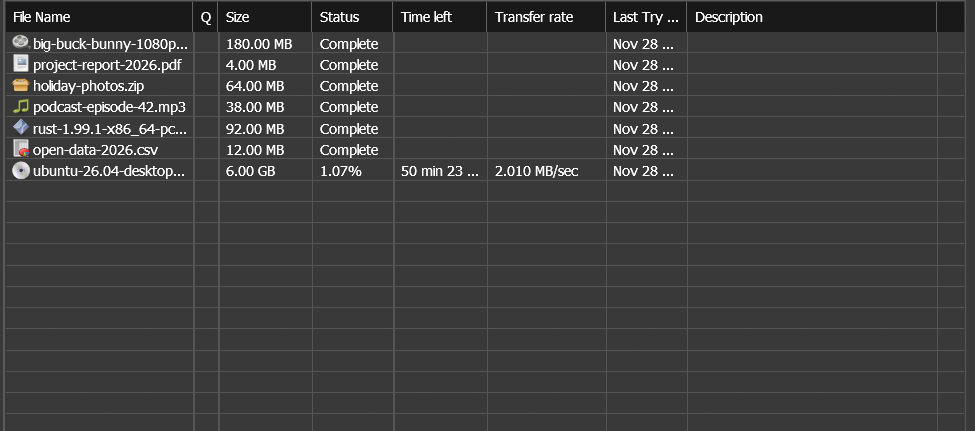 File Name Q Size Status Time left Transfer rate Last Try ... Description
big-buck-bunny-1080p... 180.00 MB Complete Nov 28 ...
project-report-2026.pdf 4.00 MB Complete Nov 28 ...
holiday-photos.zip 64.00 MB Complete Nov 28 ...
podcast-episode-42.mp3 38.00 MB Complete Nov 28 ...
rust-1.99.1-x86_64-pc... 92.00 MB Complete Nov 28 ...
open-data-2026.csv 12.00 MB Complete Nov 28 ...
ubuntu-26.04-desktop... 6.00 GB 1.07% 50 min 23 ... 2.010 MB/sec Nov 28 ...